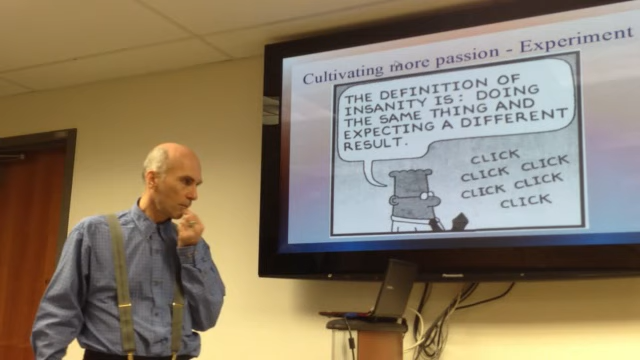 Cultivating more passion - Experiment
THE DEFINITION OF
INSANITY IS: DOING
THE SAME THING AND
EXPECTING A DIFFERENT
RESULT.
CLICK
CLICK CLICK
CLICK CLICK
CLICK
Panasonic